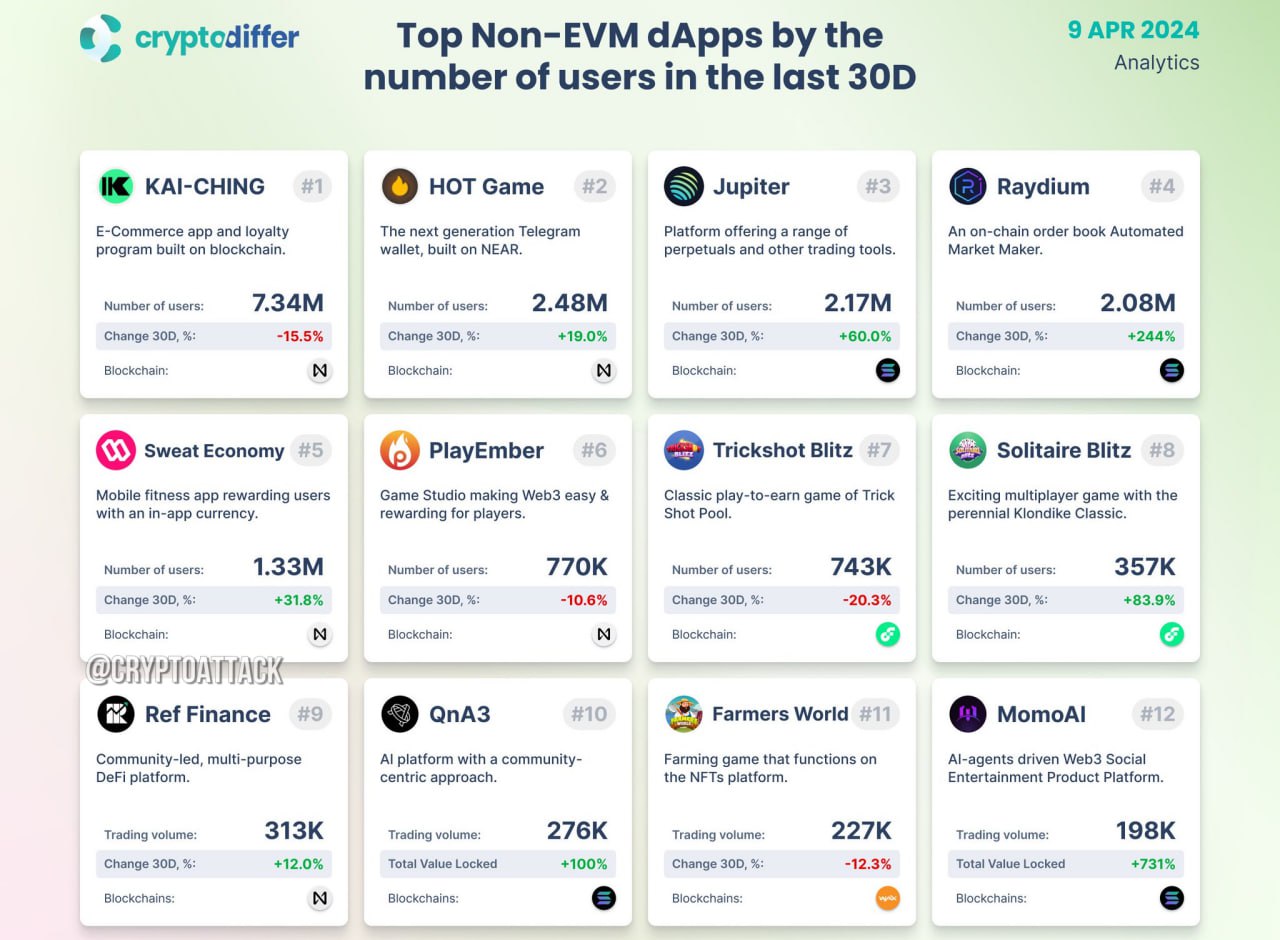 cryptodiffer
Top Non-EVM dApps by the
number of users in the last 30D
9 APR 2024
Analytics
KAI-CHING #1
E-Commerce app and loyalty
program built on blockchain.
Number of users: 7.34M
Change 30D, %: -15.5%
Blockchain:
HOT Game #2
The next generation Telegram
wallet, built on NEAR.
Number of users: 2.48M
Change 30D, %: +19.0%
Blockchain:
Jupiter #3
Platform offering a range of
perpetuals and other trading tools.
Number of users: 2.17M
Change 30D, %: +60.0%
Blockchain:
Raydium #4
An on-chain order book Automated
Market Maker.
Number of users: 2.08M
Change 30D, %: +244%
Blockchain:
Sweat Economy #5
Mobile fitness app rewarding users
with an in-app currency.
Number of users: 1.33M
Change 30D, %: +31.8%
Blockchain:
PlayEmber #6
Game Studio making Web3 easy &
rewarding for players.
Number of users: 770K
Change 30D, %: -10.6%
Blockchain:
Trickshot Blitz #7
Classic play-to-earn game of Trick
Shot Pool.
Number of users: 743K
Change 30D, %: -20.3%
Blockchain:
Solitaire Blitz #8
Exciting multiplayer game with the
perennial Klondike Classic.
Number of users: 357K
Change 30D, %: +83.9%
Blockchain:
@CRYPTOATTACK
Ref Finance #9
Community-led, multi-purpose
DeFi platform.
Trading volume: 313K
Change 30D, %: +12.0%
Blockchains:
QnA3 #10
AI platform with a community-
centric approach.
Trading volume: 276K
Total Value Locked +100%
Blockchains:
Farmers World #11
Farming game that functions on
the NFTs platform.
Trading volume: 227K
Change 30D, %: -12.3%
Blockchains:
MomoAI #12
AI-agents driven Web3 Social
Entertainment Product Platform.
Trading volume: 198K
Total Value Locked +731%
Blockchains: